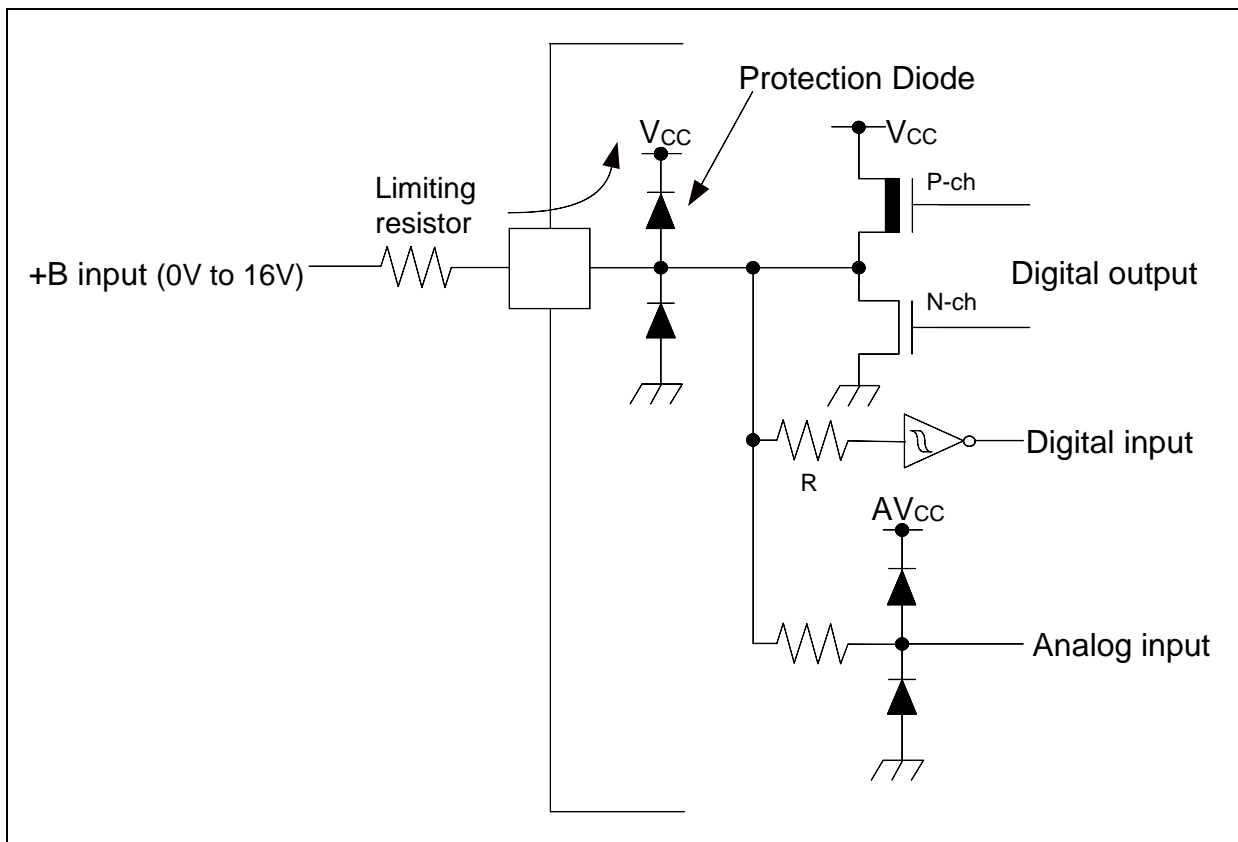 Protection Diode
VCC
VCC
Limiting
resistor
P-ch
+B input (0V to 16V)
Digital output
N-ch
Digital input
R
AVCC
Analog input